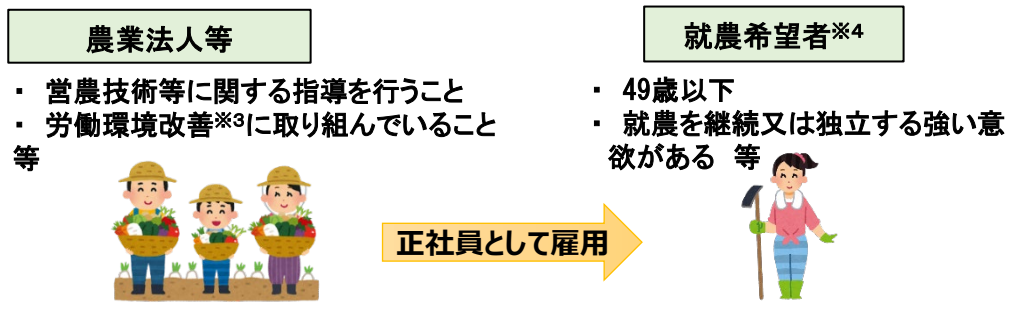 農業法人等
・ 営農技術等に関する指導を行うこと
・ 労働環境改善※3に取り組んでいること
等
正社員として雇用
就農希望者※4
・ 49歳以下
・ 就農を継続又は独立する強い意
欲がある 等